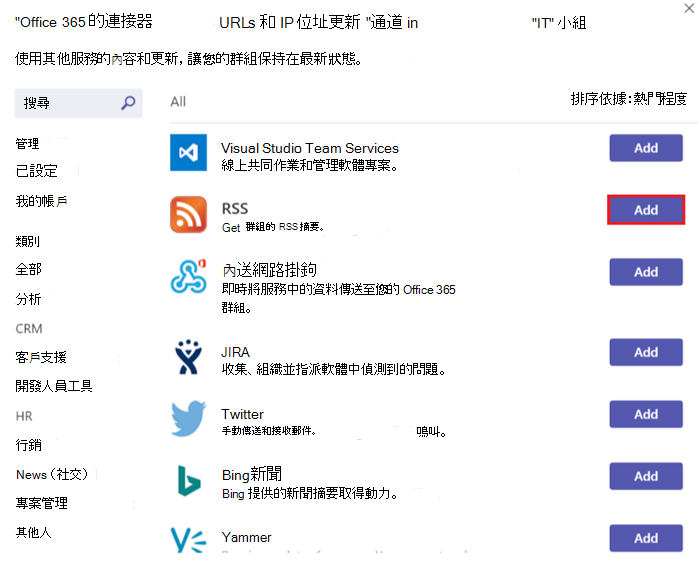 "Office 365 的連接器 URLs 和 IP 位址更新 "通道 in "IT" 小組
使用其他服務的內容和更新，讓您的群組保持在最新狀態。
搜尋
All
排序依據：熱門程度
管理
已設定
我的帳戶
類別
全部
分析
CRM
客戶支援
開發人員工具
HR
行銷
News（社交）
專案管理
其他人
Visual Studio Team Services
線上共同作業和管理軟體專案。
Add
RSS
Get 群組的 RSS 摘要。
Add
內送網路掛鉤
即時將服務中的資料傳送至您的 Office 365
群組。
Add
JIRA
收集、組織並指派軟體中偵測到的問題。
Add
Twitter
手動傳送和接收郵件。 嗚叫。
Add
Bing新聞
Bing 提供的新聞摘要取得動力。
Add
Yammer
Add